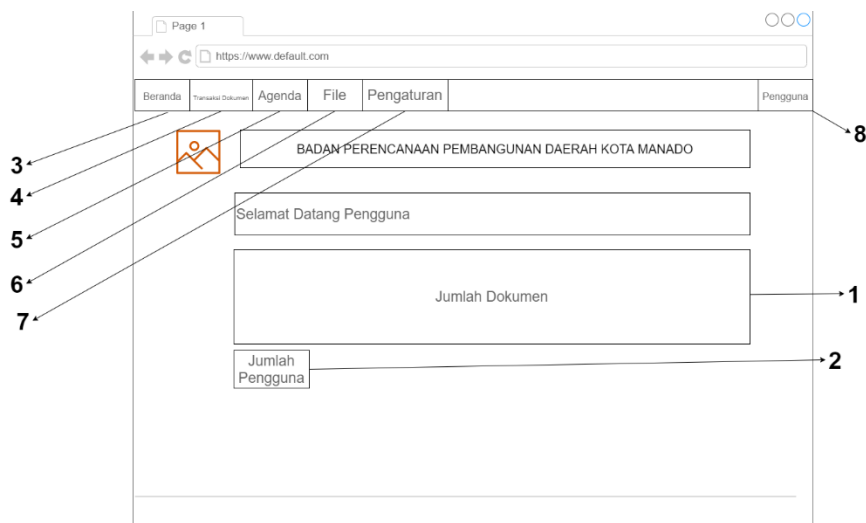 Page 1
https://www.default.com
Beranda
Transaksi Dokumen
Agenda
File
Pengaturan
Pengguna
8
3
BADAN PERENCANAAN PEMBANGUNAN DAERAH KOTA MANADO
4
Selamat Datang Pengguna
5
6
Jumlah Dokumen
1
7
Jumlah
Pengguna
2